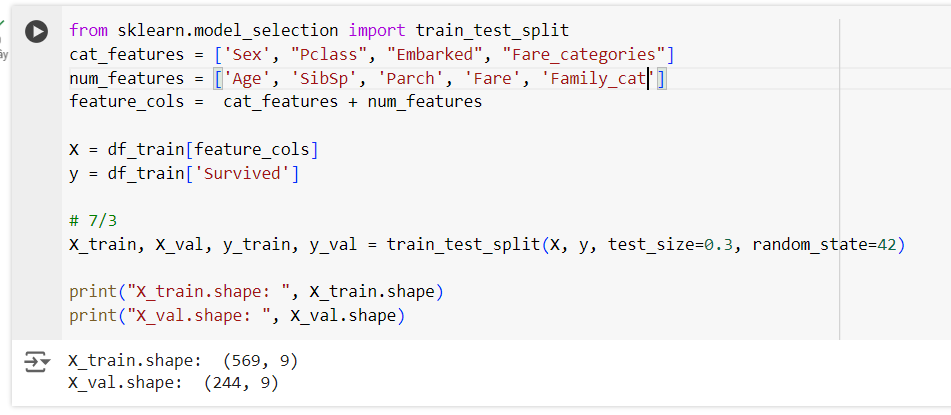 from sklearn.model_selection import train_test_split
cat_features = ['Sex', "Pclass", "Embarked", "Fare_categories"]
num_features = ['Age', 'SibSp', 'Parch', 'Fare', 'Family_cat']
feature_cols =  cat_features + num_features
X = df_train[feature_cols]
y = df_train['Survived']
# 7/3
X_train, X_val, y_train, y_val = train_test_split(X, y, test_size=0.3, random_state=42)
print("X_train.shape: ", X_train.shape)
print("X_val.shape: ", X_val.shape)
X_train.shape:  (569, 9)
X_val.shape:  (244, 9)